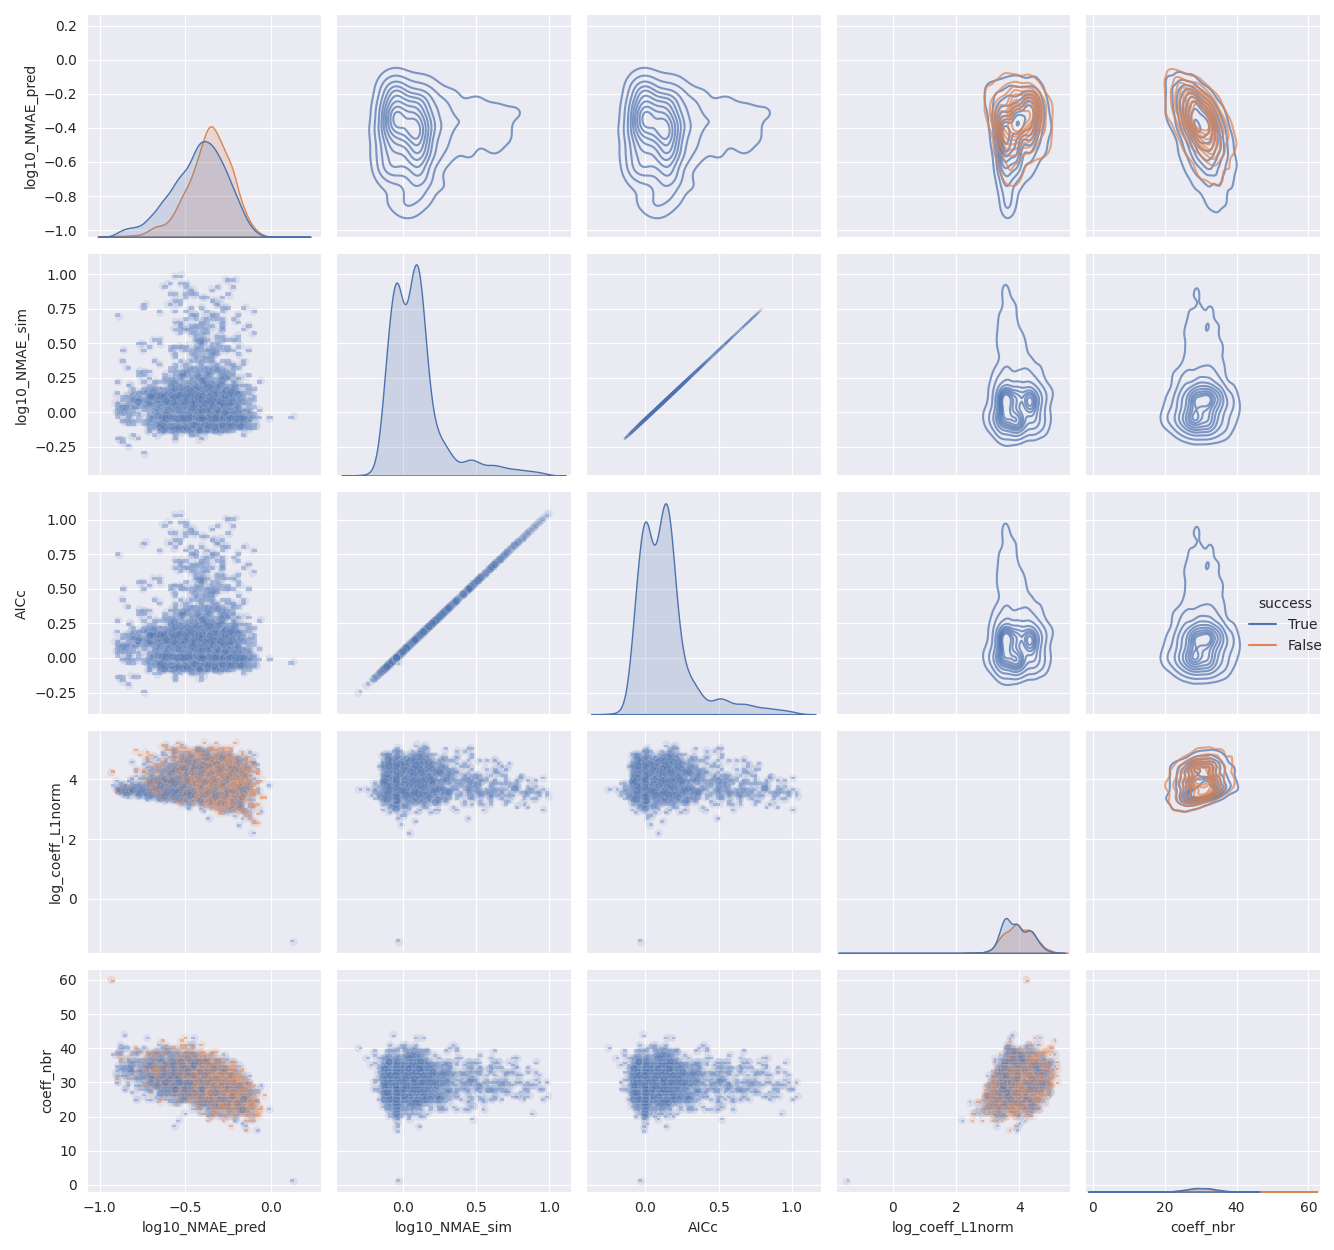 0.2
0.0
−0.2
−0.4
−0.6
−0.8
−1.0
log10_NMAE_pred
1.00
0.75
0.50
0.25
0.00
−0.25
log10_NMAE_sim
1.00
0.75
0.50
0.25
0.00
−0.25
AICc
success
True
False
4
2
0
log_coeff_L1norm
60
50
40
30
20
10
0
coeff_nbr
−1.0 −0.5 0.0 0.0 0.5 1.0 0.0 0.5 1.0 0 2 4 0 20 40 60
log10_NMAE_pred log10_NMAE_sim AICc log_coeff_L1norm coeff_nbr